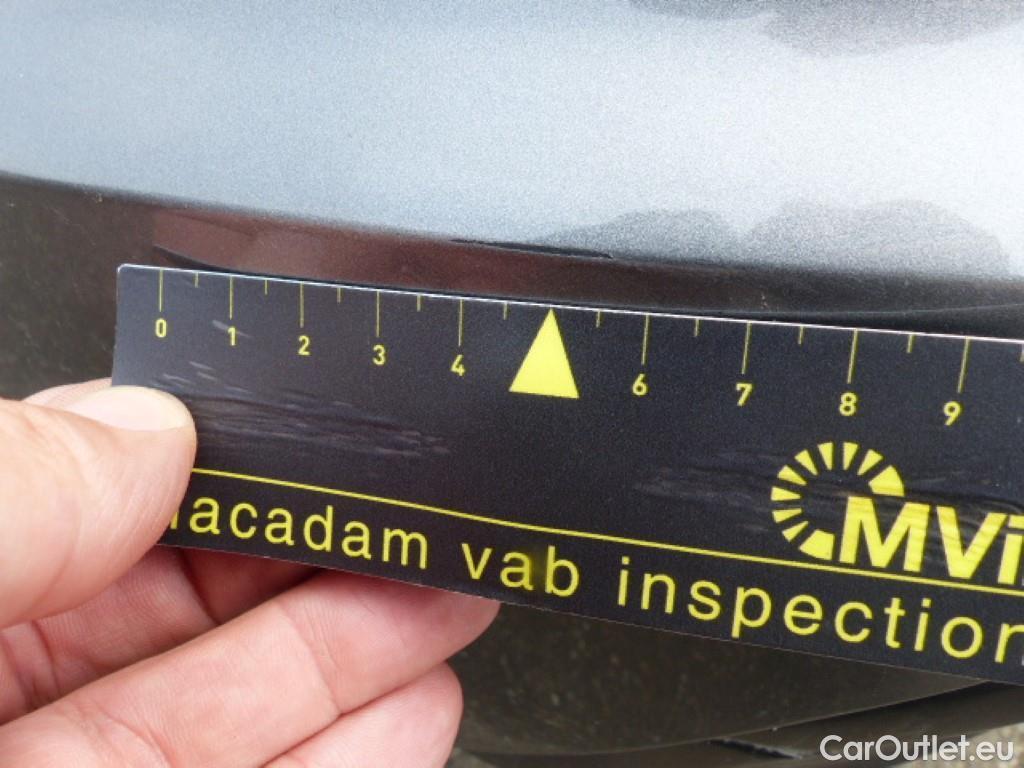 0 1 2 3 4 6 7 8 9
MVi
acadam vab inspection
CarOutlet.eu